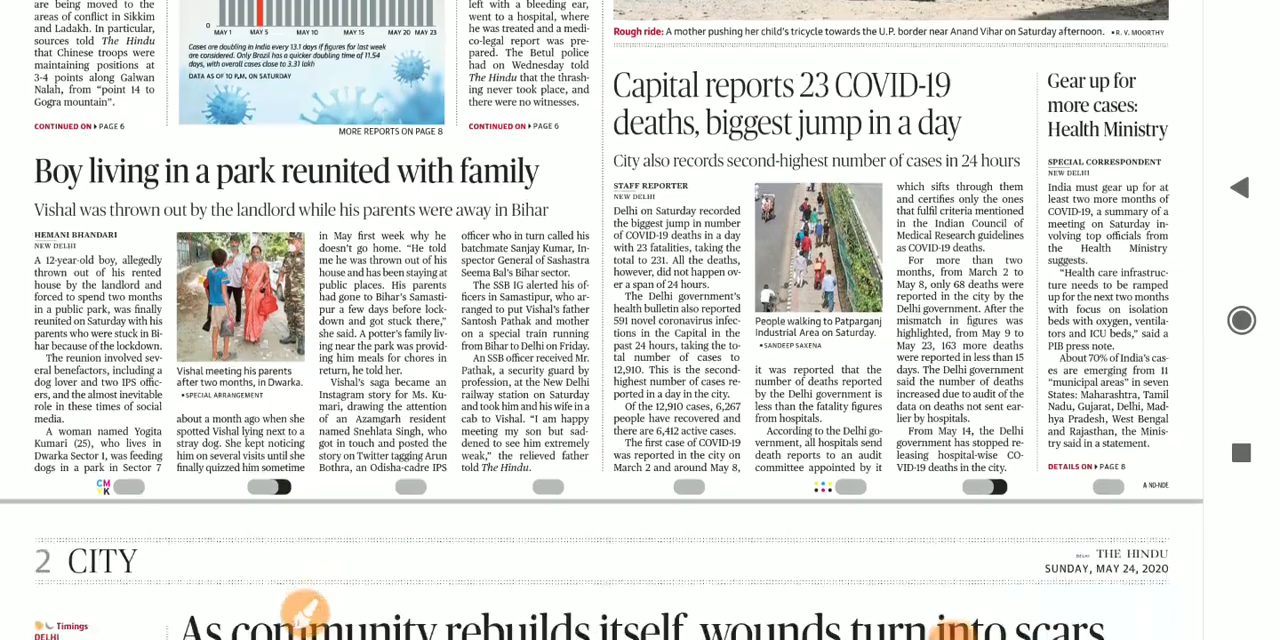 are being moved to the
areas of conflict in Sikkim
and Ladakh. In particular,
sources told The Hindu
that Chinese troops were
maintaining positions at
3-4 points along Galwan
Nalah, from “point 14 to
Gogra mountain”.
CONTINUED ON PAGE 6
0
MAY 1 MAY 5 MAY 10 MAY 15 MAY 20 MAY 23
Cases are doubling in India every 13.1 days if figures for last week
are considered. Only Brazil has a quicker doubling time of 11.54
days, with overall cases close to 3.31 lakh
DATA AS OF 10 P.M. ON SATURDAY
MORE REPORTS ON PAGE 8
left with a bleeding ear,
went to a hospital, where
he was treated and a medi-
co-legal report was pre-
pared. The Betul police
had on Wednesday told
The Hindu that the thrash-
ing never took place, and
there were no witnesses.
CONTINUED ON PAGE 6
Boy living in a park reunited with family
Vishal was thrown out by the landlord while his parents were away in Bihar
HEMANI BHANDARI
NEW DELHI
A 12-year-old boy, allegedly
thrown out of his rented
house by the landlord and
forced to spend two months
in a public park, was finally
reunited on Saturday with his
parents who were stuck in Bi-
har because of the lockdown.
The reunion involved sev-
eral benefactors, including a
dog lover and two IPS offic-
ers, and the almost inevitable
role in these times of social
media.
A woman named Yogita
Kumari (25), who lives in
Dwarka Sector 1, was feeding
dogs in a park in Sector 7
Vishal meeting his parents
after two months, in Dwarka.
SPECIAL ARRANGEMENT
about a month ago when she
spotted Vishal lying next to a
stray dog. She kept noticing
him on several visits until she
finally quizzed him sometime
in May first week why he
doesn't go home. “He told
me he was thrown out of his
house and has been staying at
public places. His parents
had gone to Bihar's Samasti-
pur a few days before lock-
down and got stuck there,”
she said. A potter's family liv-
ing near the park was provid-
ing him meals for chores in
return, he told her.
Vishal's saga became an
Instagram story for Ms. Ku-
mari, drawing the attention
of an Azamgarh resident
named Snehlata Singh, who
got in touch and posted the
story on Twitter tagging Arun
Bothra, an Odisha-cadre IPS
officer who in turn called his
batchmate Sanjay Kumar, In-
spector General of Sashastra
Seema Bal's Bihar sector.
The SSB IG alerted his of-
ficers in Samastipur, who ar-
ranged to put Vishal's father
Santosh Pathak and mother
on a special train running
from Bihar to Delhi on Friday.
An SSB officer received Mr.
Pathak, a security guard by
profession, at the New Delhi
railway station on Saturday
and took him and his wife in a
cab to Vishal. “I am happy
meeting my son but sad-
dened to see him extremely
weak,” the relieved father
told The Hindu.
Rough ride: A mother pushing her child's tricycle towards the U.P. border near Anand Vihar on Saturday afternoon. R. V. MOORTHY
Capital reports 23 COVID-19
deaths, biggest jump in a day
City also records second-highest number of cases in 24 hours
STAFF REPORTER
NEW DELHI
Delhi on Saturday recorded
the biggest jump in number
of COVID-19 deaths in a day
with 23 fatalities, taking the
total to 231. All the deaths,
however, did not happen ov-
er a span of 24 hours.
The Delhi government's
health bulletin also reported
591 novel coronavirus infec-
tions in the Capital in the
past 24 hours, taking the to-
tal number of cases to
12,910. This is the second-
highest number of cases re-
ported in a day in the city.
Of the 12,910 cases, 6,267
people have recovered and
there are 6,412 active cases.
The first case of COVID-19
was reported in the city on
March 2 and around May 8,
People walking to Patparganj
Industrial Area on Saturday.
SANDEEP SAXENA
it was reported that the
number of deaths reported
by the Delhi government is
less than the fatality figures
from hospitals.
According to the Delhi go-
vernment, all hospitals send
death reports to an audit
committee appointed by it
which sifts through them
and certifies only the ones
that fulfil criteria mentioned
in the Indian Council of
Medical Research guidelines
as COVID-19 deaths.
For more than two
months, from March 2 to
May 8, only 68 deaths were
reported in the city by the
Delhi government. After the
mismatch in figures was
highlighted, from May 9 to
May 23, 163 more deaths
were reported in less than 15
days. The Delhi government
said the number of deaths
increased due to audit of the
data on deaths not sent ear-
lier by hospitals.
From May 14, the Delhi
government has stopped re-
leasing hospital-wise CO-
VID-19 deaths in the city.
Gear up for
more cases:
Health Ministry
SPECIAL CORRESPONDENT
NEW DELHI
India must gear up for at
least two more months of
COVID-19, a summary of a
meeting on Saturday in-
volving top officials from
the Health Ministry
suggests.
“Health care infrastruc-
ture needs to be ramped
up for the next two months
with focus on isolation
beds with oxygen, ventila-
tors and ICU beds,” said a
PIB press note.
About 70% of India's cas-
es are emerging from 11
“municipal areas” in seven
States: Maharashtra, Tamil
Nadu, Gujarat, Delhi, Mad-
hya Pradesh, West Bengal
and Rajasthan, the Minis-
try said in a statement.
DETAILS ON PAGE 8
CM
YK
A ND-NDE
2 CITY
DELHI THE HINDU
SUNDAY, MAY 24, 2020
Timings
DELHI
As community rebuilds itself, wounds turn into scars